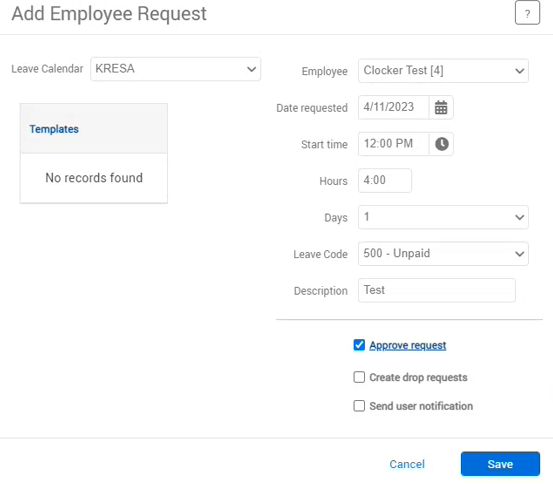 Add Employee Request
?
Leave Calendar KRESA
Templates
No records found
Employee Clocker Test [4]
Date requested 4/11/2023
Start time 12:00 PM
Hours 4:00
Days 1
Leave Code 500 - Unpaid
Description Test
Approve request
Create drop requests
Send user notification
Cancel Save